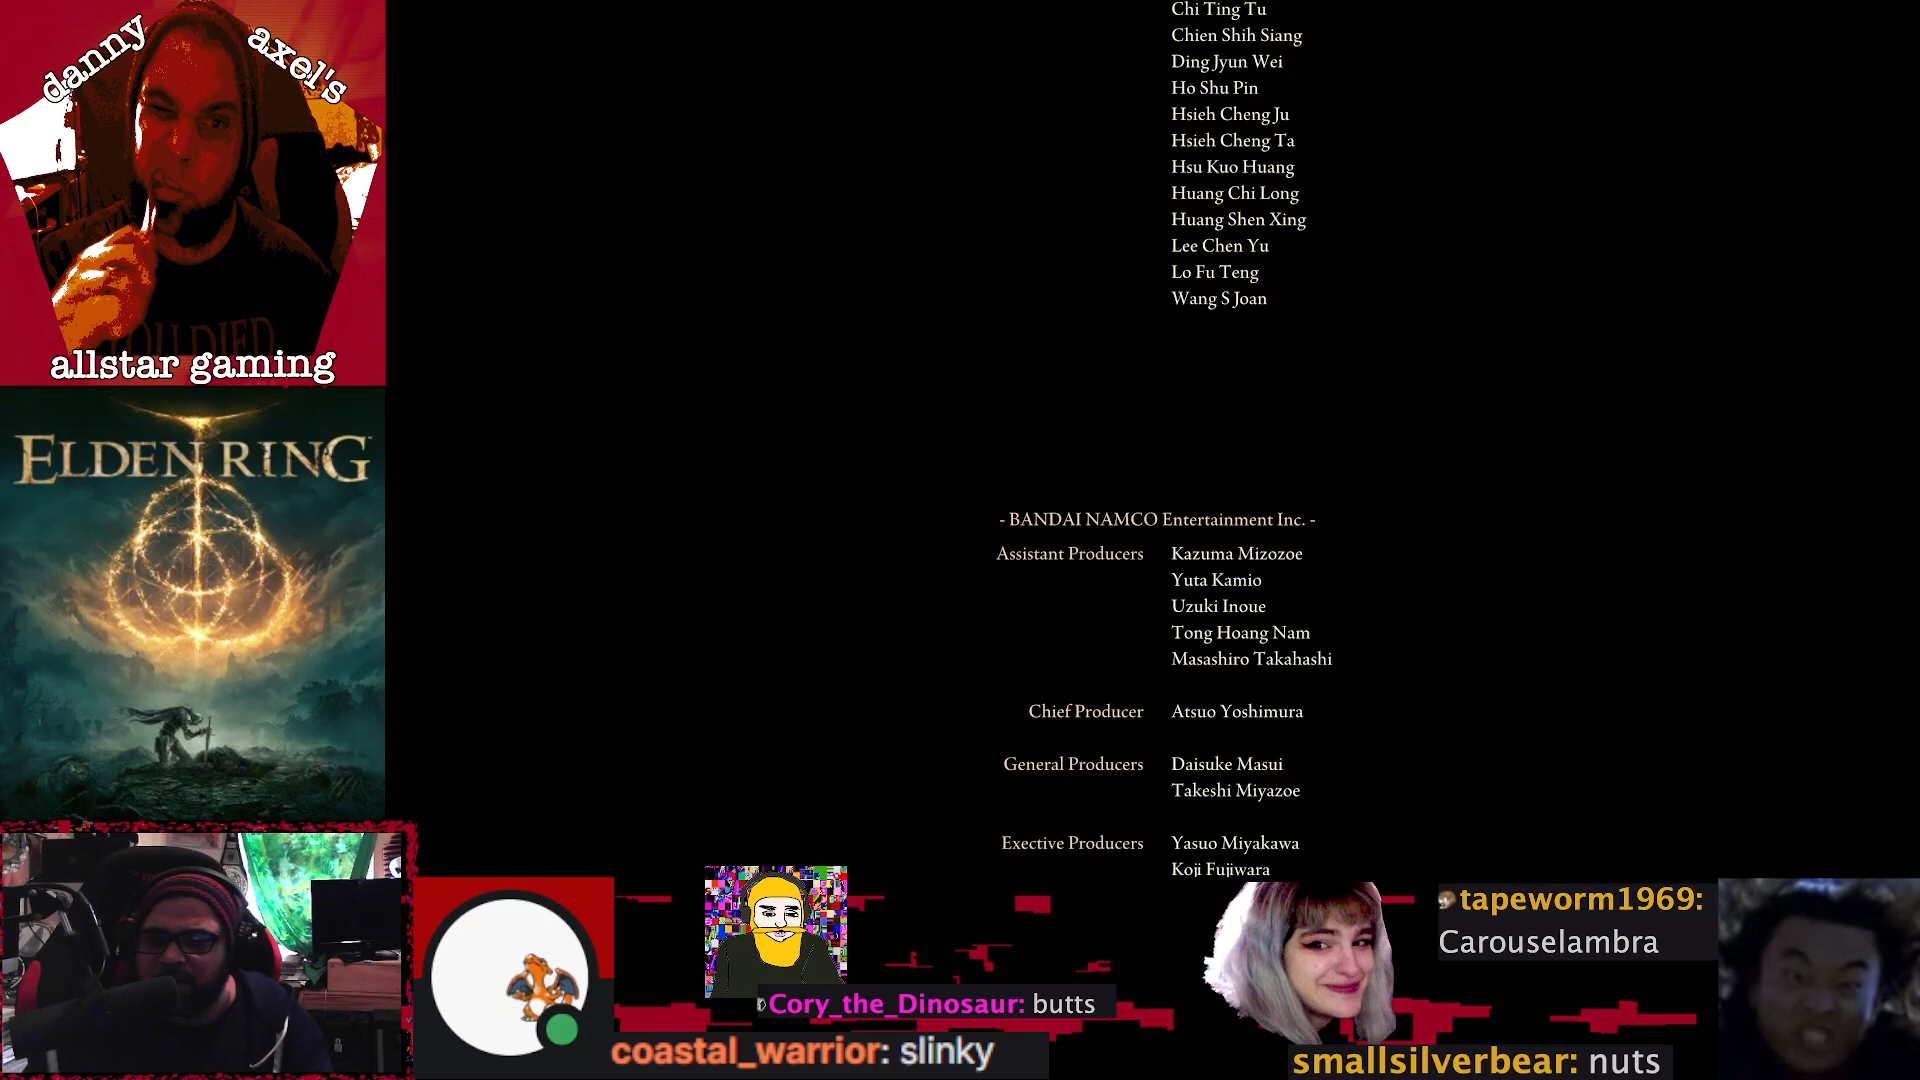 danny axel's
allstar gaming
YOU DIED
ELDEN RING
Chi Ting Tu
Chien Shih Siang
Ding Jyun Wei
Ho Shu Pin
Hsieh Cheng Ju
Hsieh Cheng Ta
Hsu Kuo Huang
Huang Chi Long
Huang Shen Xing
Lee Chen Yu
Lo Fu Teng
Wang S Joan
- BANDAI NAMCO Entertainment Inc. -
Assistant Producers Kazuma Mizozoe
Yuta Kamio
Uzuki Inoue
Tong Hoang Nam
Masashiro Takahashi
Chief Producer Atsuo Yoshimura
General Producers Daisuke Masui
Takeshi Miyazoe
Exective Producers Yasuo Miyakawa
Koji Fujiwara
tapeworm1969:
Carouselambra
Cory_the_Dinosaur: butts
coastal_warrior: slinky
smallsilverbear: nuts